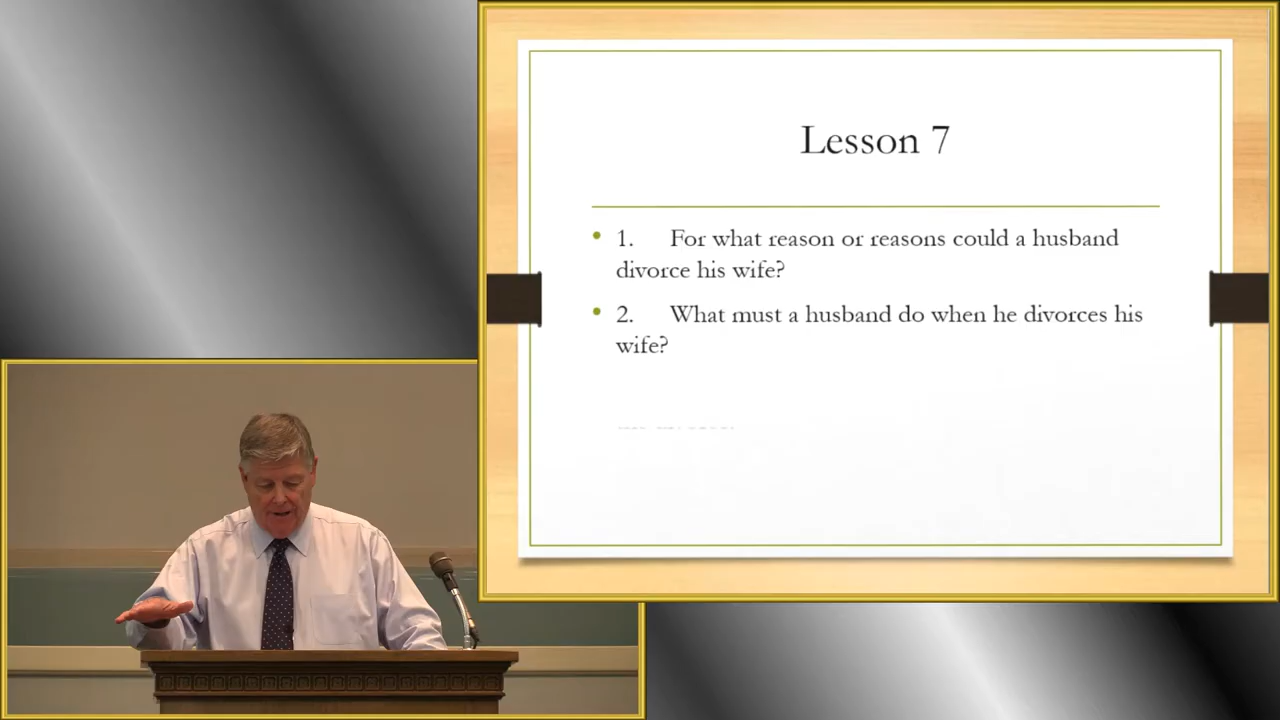 Lesson 7
• 1. For what reason or reasons could a husband
divorce his wife?
• 2. What must a husband do when he divorces his
wife?